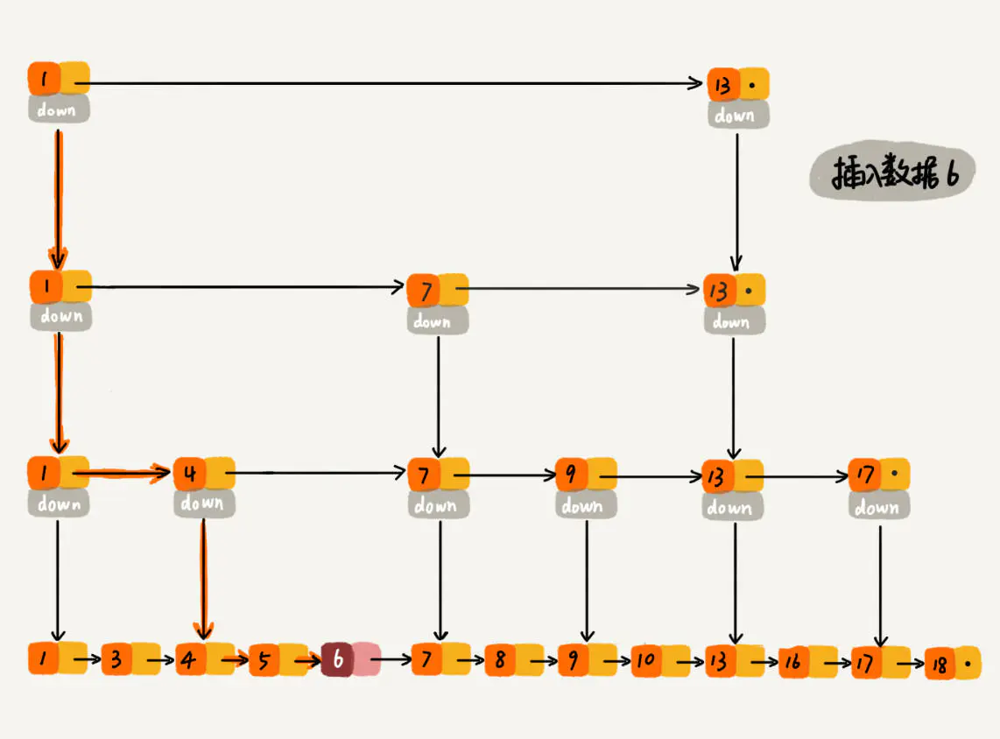 1 13
down down
插入数据6
1 7 13
down down down
1 4 7 9 13 17
down down down down down down
1 3 4 5 6 7 8 9 10 13 16 17 18